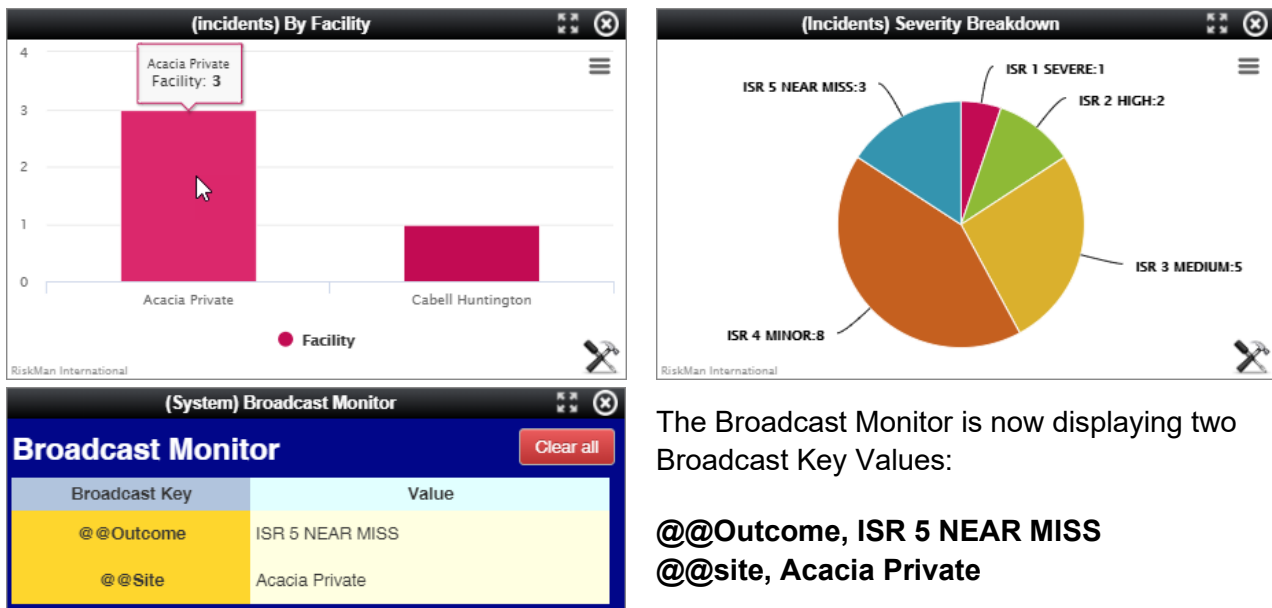 (incidents) By Facility
4
3
2
1
0
Acacia Private
Facility: 3
Acacia Private
Cabell Huntington
Facility
RiskMan International
(Incidents) Severity Breakdown
ISR 1 SEVERE:1
ISR 5 NEAR MISS:3
ISR 2 HIGH:2
ISR 3 MEDIUM:5
ISR 4 MINOR:8
RiskMan International
(System) Broadcast Monitor
Broadcast Monitor
Clear all
Broadcast Key Value
@@Outcome ISR 5 NEAR MISS
@@Site Acacia Private
The Broadcast Monitor is now displaying two
Broadcast Key Values:
@@Outcome, ISR 5 NEAR MISS
@@site, Acacia Private